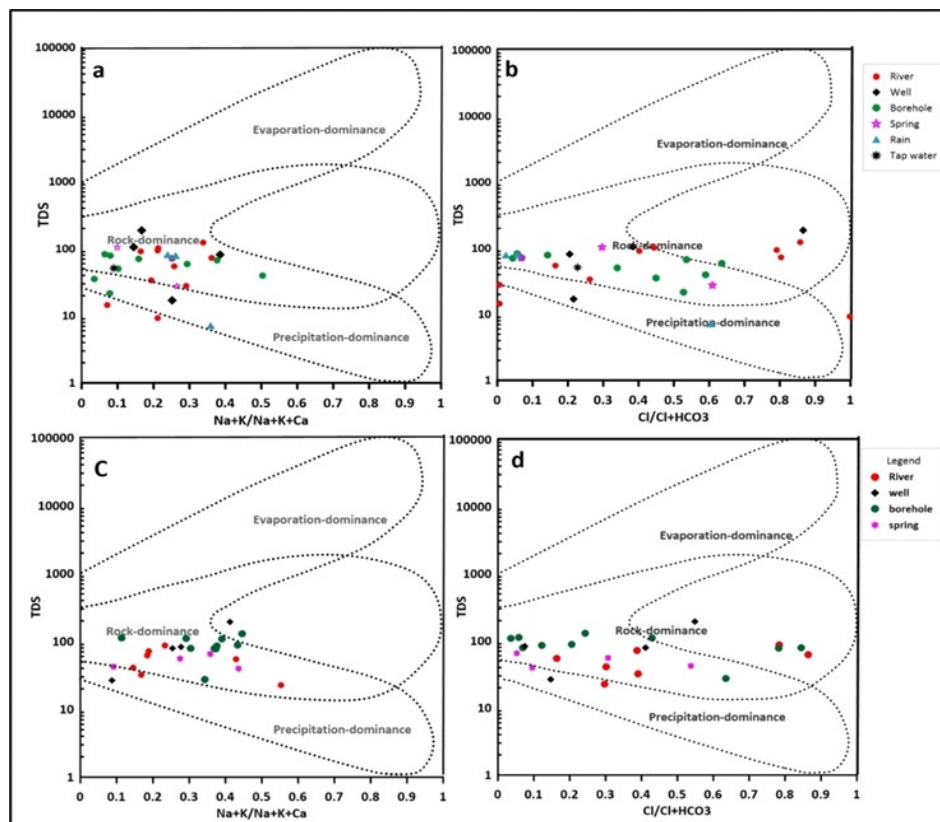 a
100000
10000
1000
100
10
1
TDS
Evaporation-dominance
Rock-dominance
Precipitation-dominance
0 0.1 0.2 0.3 0.4 0.5 0.6 0.7 0.8 0.9 1
Na+K/Na+K+Ca
b
100000
10000
1000
100
10
1
TDS
Evaporation-dominance
Rock-dominance
Precipitation-dominance
0 0.1 0.2 0.3 0.4 0.5 0.6 0.7 0.8 0.9 1
Cl/Cl+HCO3
River
Well
Borehole
Spring
Rain
Tap water
C
100000
10000
1000
100
10
1
TDS
Evaporation-dominance
Rock-dominance
Precipitation-dominance
0 0.1 0.2 0.3 0.4 0.5 0.6 0.7 0.8 0.9 1
Na+K/Na+K+Ca
d
100000
10000
1000
100
10
1
TDS
Evaporation-dominance
Rock-dominance
Precipitation-dominance
0 0.1 0.2 0.3 0.4 0.5 0.6 0.7 0.8 0.9 1
Cl/Cl+HCO3
Legend
River
well
borehole
spring